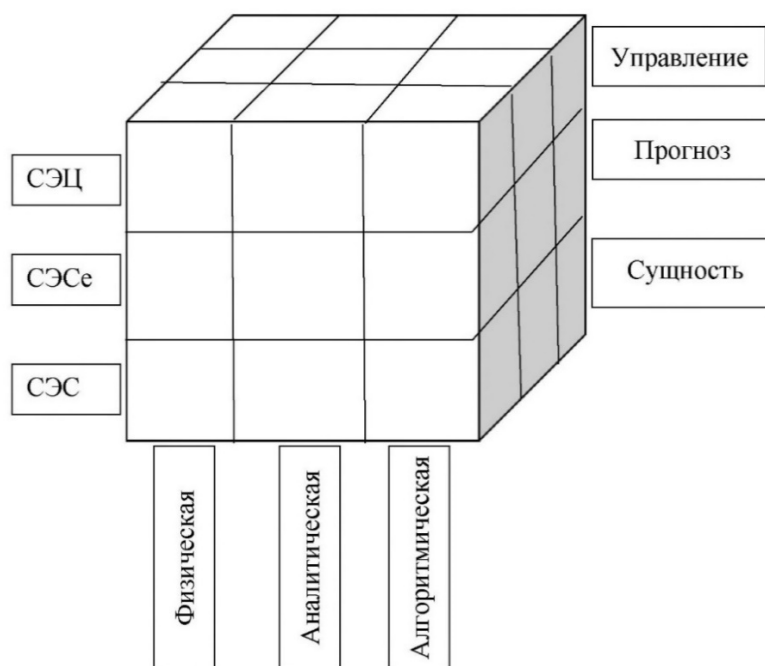 Управление
Прогноз
СЭЦ
СЭСе
Сущность
СЭС
Физическая
Аналитическая
Алгоритмическая